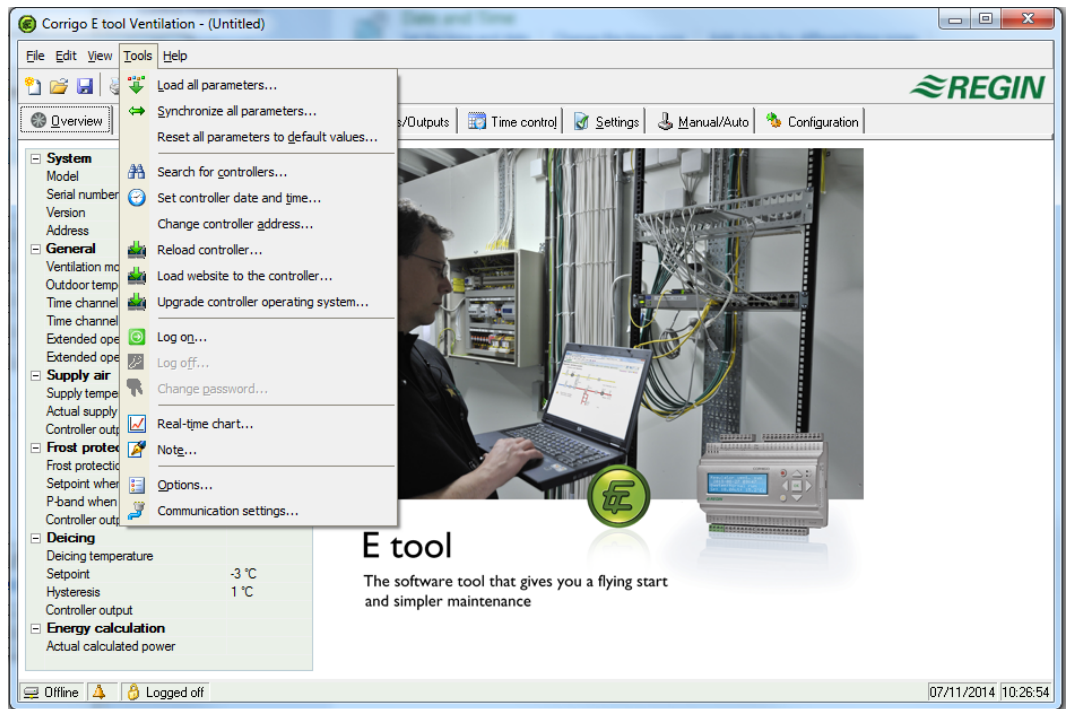 Corrigo E tool Ventilation - (Untitled)
File Edit View Tools Help
REGIN
Overview
s/Outputs Time control Settings Manual/Auto Configuration
Load all parameters...
Synchronize all parameters...
Reset all parameters to default values...
Search for controllers...
Set controller date and time...
Change controller address...
Reload controller...
Load website to the controller...
Upgrade controller operating system...
Log on...
Log off...
Change password...
Real-time chart...
Note...
Options...
Communication settings...
System
Model
Serial number
Version
Address
General
Ventilation mo
Outdoor temp
Time channel
Time channel
Extended ope
Extended ope
Supply air
Supply tempe
Actual supply
Controller outp
Frost protec
Frost protectio
Setpoint wher
P-band when
Controller outp
Deicing
Deicing temperature
Setpoint -3 °C
Hysteresis 1 °C
Controller output
Energy calculation
Actual calculated power
E tool
The software tool that gives you a flying start
and simpler maintenance
Offline Logged off 07/11/2014 10:26:54